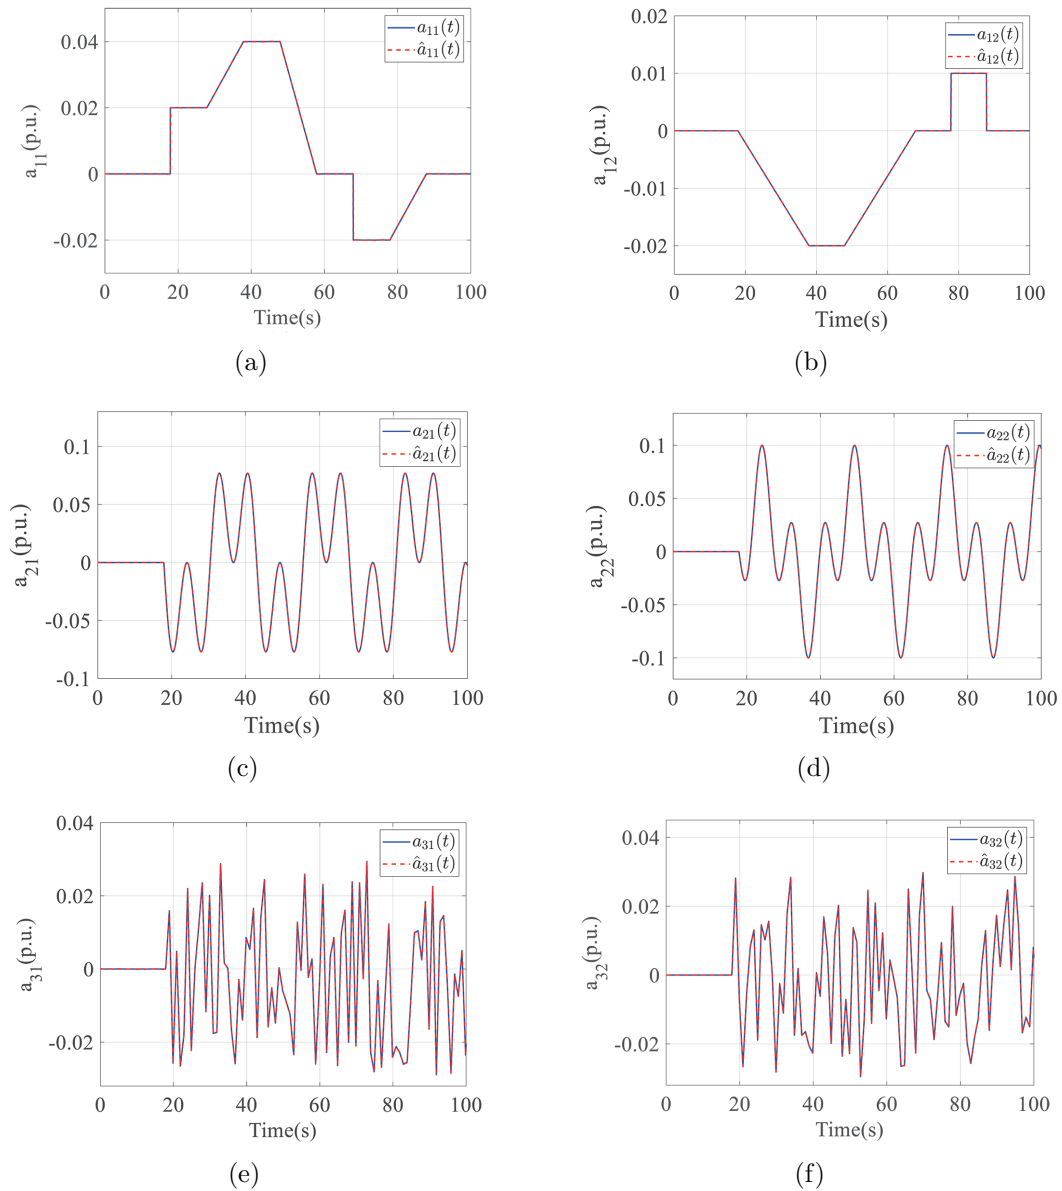 a₁₁(t)
â₁₁(t)
0.04
0.02
0
-0.02
a₁₁(p.u.)
0 20 40 60 80 100
Time(s)
(a)
a₁₂(t)
â₁₂(t)
0.02
0.01
0
-0.01
-0.02
a₁₂(p.u.)
0 20 40 60 80 100
Time(s)
(b)
a₂₁(t)
â₂₁(t)
0.1
0.05
0
-0.05
-0.1
a₂₁(p.u.)
0 20 40 60 80 100
Time(s)
(c)
a₂₂(t)
â₂₂(t)
0.1
0.05
0
-0.05
-0.1
a₂₂(p.u.)
0 20 40 60 80 100
Time(s)
(d)
a₃₁(t)
â₃₁(t)
0.04
0.02
0
-0.02
a₃₁(p.u.)
0 20 40 60 80 100
Time(s)
(e)
a₃₂(t)
â₃₂(t)
0.04
0.02
0
-0.02
a₃₂(p.u.)
0 20 40 60 80 100
Time(s)
(f)